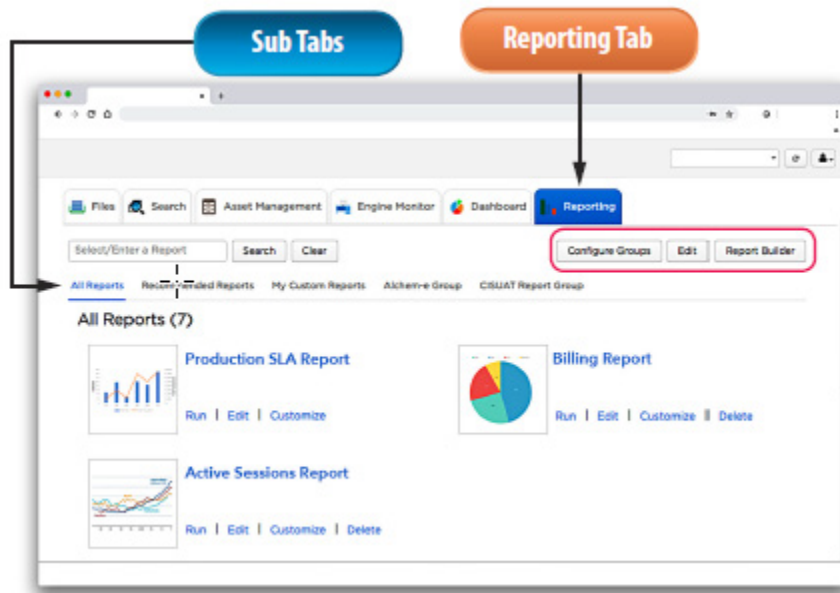 Sub Tabs
Reporting Tab
Files Search Asset Management Engine Monitor Dashboard Reporting
Select/Enter a Report Search Clear Configure Groups Edit Report Builder
All Reports Recommended Reports My Custom Reports Alchem-e Group CISUAT Report Group
All Reports (7)
Production SLA Report
Run | Edit | Customize
Billing Report
Run | Edit | Customize || Delete
Active Sessions Report
Run | Edit | Customize | Delete